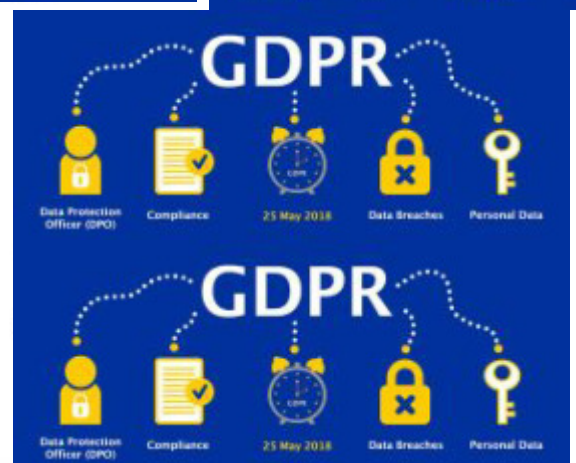 GDPR
Data Protection
Officer (DPO)
Compliance
25 May 2018
Data Breaches
Personal Data
GDPR
Data Protection
Officer (DPO)
Compliance
25 May 2018
Data Breaches
Personal Data